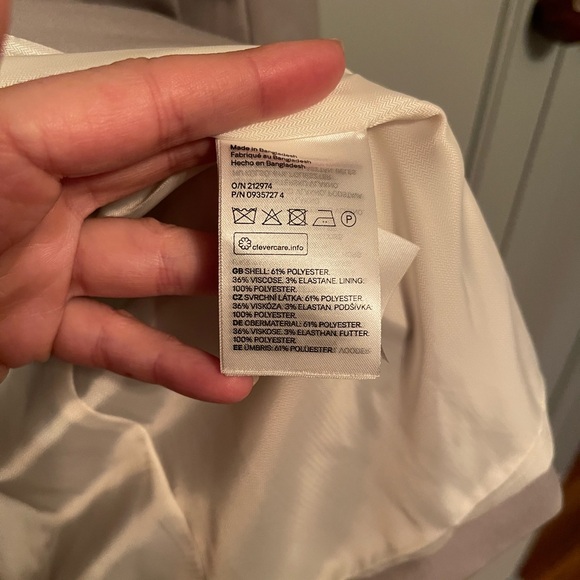 Made in Bangladesh
Fabriqué au Bangladesh
Hecho en Bangladesh
O/N 212974
P/N 0935727 4
P
clevercare.info
GB SHELL: 61% POLYESTER.
36% VISCOSE, 3% ELASTANE. LINING:
100% POLYESTER.
CZ SVRCHNÍ LÁTKA: 61% POLYESTER.
36% VISKÓZA, 3% ELASTAN. PODŠÍVKA:
100% POLYESTER.
DE OBERMATERIAL: 61% POLYESTER.
36% VISKOSE, 3% ELASTHAN. FUTTER:
100% POLYESTER.
EE ÜMBRIS: 61% POLÜESTER.